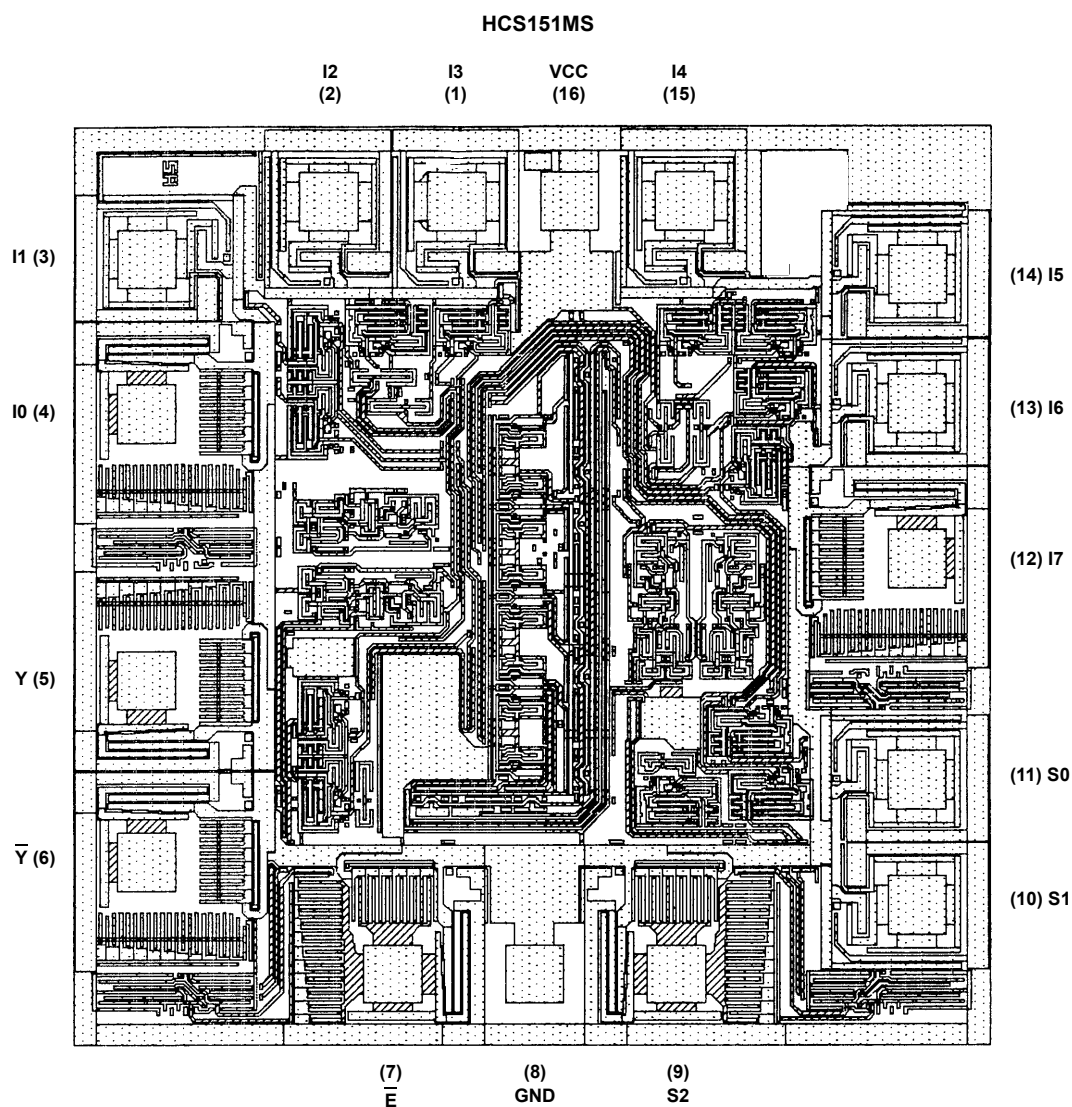 HCS151MS
I2 I3 VCC I4
(2) (1) (16) (15)
I1 (3)
(14) I5
I0 (4)
(13) I6
(12) I7
Y (5)
(11) S0
Y̅ (6)
(10) S1
(7) (8) (9)
E̅ GND S2